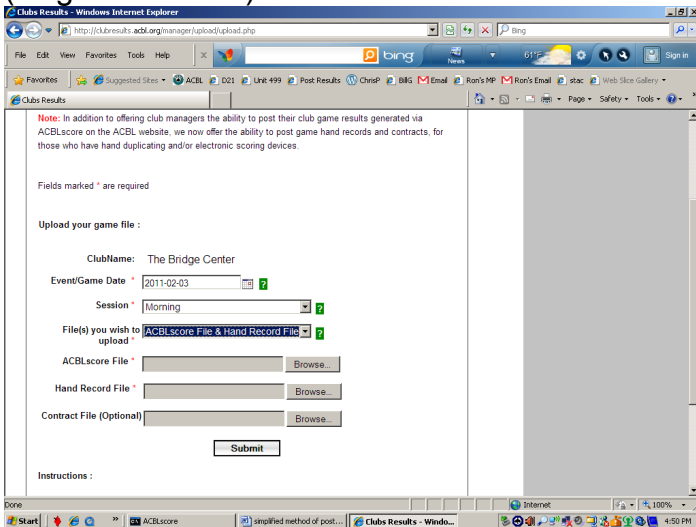 Clubs Results - Windows Internet Explorer
http://clubresults.acbl.org/manager/upload/upload.php
Bing
File Edit View Favorites Tools Help
x
bing
News
61°F
Sign in
Favorites
Suggested Sites
ACBL
D21
Unit 499
Post Results
ChrisP
BillG
Email
Ron's MP
Ron's Email
stac
Web Slice Gallery
Clubs Results
Page Safety Tools
Note: In addition to offering club managers the ability to post their club game results generated via
ACBLscore on the ACBL website, we now offer the ability to post game hand records and contracts, for
those who have hand duplicating and/or electronic scoring devices.
Fields marked * are required
Upload your game file :
ClubName: The Bridge Center
Event/Game Date * 2011-02-03 ?
Session * Morning ?
File(s) you wish to upload * ACBLscore File & Hand Record File ?
ACBLscore File * Browse...
Hand Record File * Browse...
Contract File (Optional) Browse...
Submit
Instructions :
Done
Internet
100%
Start
»
ACBLscore
simplified method of post...
Clubs Results - Windo...
4:50 PM